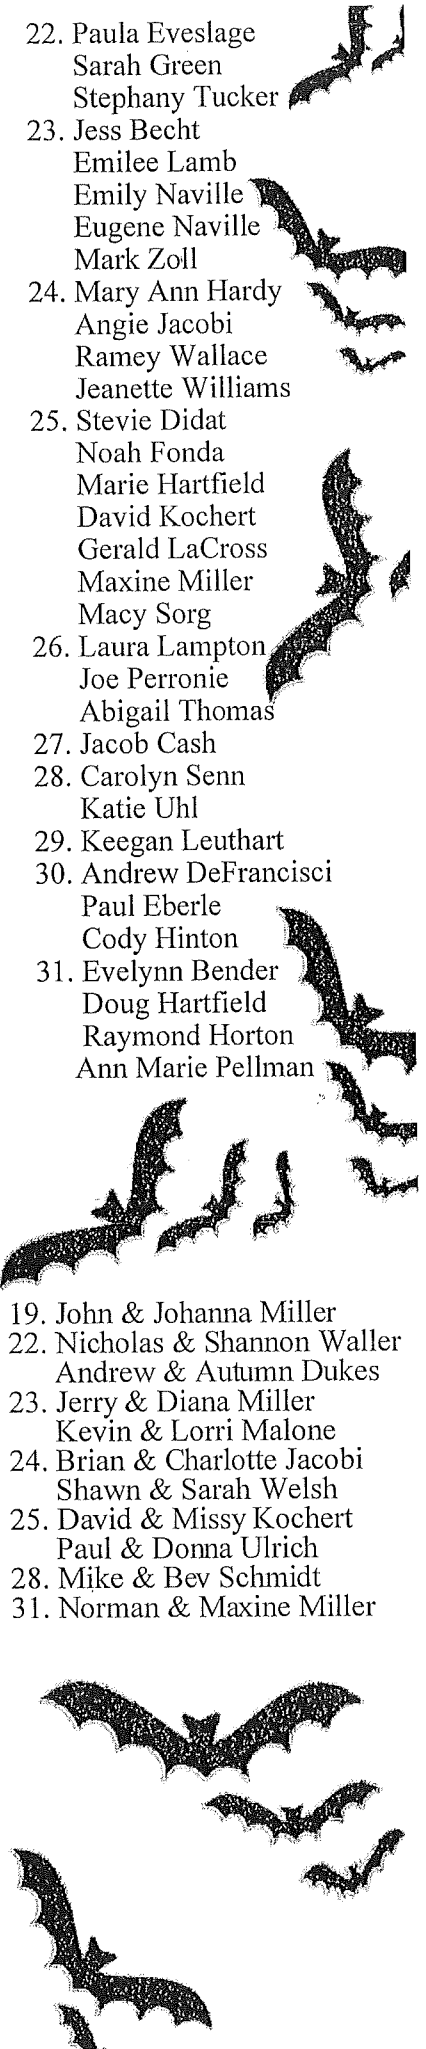 22. Paula Eveslage
Sarah Green
Stephany Tucker
23. Jess Becht
Emilee Lamb
Emily Naville
Eugene Naville
Mark Zoll
24. Mary Ann Hardy
Angie Jacobi
Ramey Wallace
Jeanette Williams
25. Stevie Didat
Noah Fonda
Marie Hartfield
David Kochert
Gerald LaCross
Maxine Miller
Macy Sorg
26. Laura Lampton
Joe Perronie
Abigail Thomas
27. Jacob Cash
28. Carolyn Senn
Katie Uhl
29. Keegan Leuthart
30. Andrew DeFrancisci
Paul Eberle
Cody Hinton
31. Evelynn Bender
Doug Hartfield
Raymond Horton
Ann Marie Pellman
19. John & Johanna Miller
22. Nicholas & Shannon Waller
Andrew & Autumn Dukes
23. Jerry & Diana Miller
Kevin & Lorri Malone
24. Brian & Charlotte Jacobi
Shawn & Sarah Welsh
25. David & Missy Kochert
Paul & Donna Ulrich
28. Mike & Bev Schmidt
31. Norman & Maxine Miller